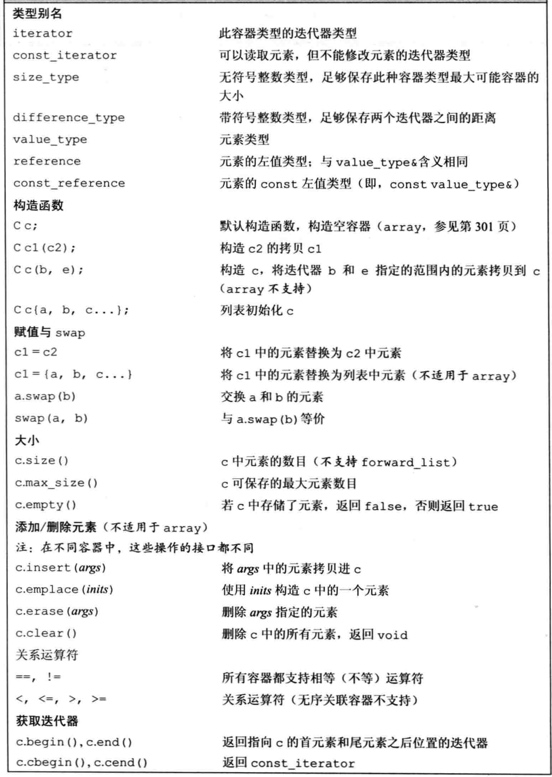 类型别名
iterator 此容器类型的迭代器类型
const_iterator 可以读取元素，但不能修改元素的迭代器类型
size_type 无符号整数类型，足够保存此种容器类型最大可能容器的
大小
difference_type 带符号整数类型，足够保存两个迭代器之间的距离
value_type 元素类型
reference 元素的左值类型；与 value_type&含义相同
const_reference 元素的 const 左值类型（即，const value_type&）
构造函数
C c; 默认构造函数，构造空容器（array，参见第 301 页）
C c1(c2); 构造 c2 的拷贝 c1
C c(b, e); 构造 c，将迭代器 b 和 e 指定的范围内的元素拷贝到 c
（array 不支持）
C c{a, b, c...}; 列表初始化 c
赋值与 swap
c1 = c2 将 c1 中的元素替换为 c2 中元素
c1 = {a, b, c...} 将 c1 中的元素替换为列表中元素（不适用于 array）
a.swap(b) 交换 a 和 b 的元素
swap(a, b) 与 a.swap(b)等价
大小
c.size() c 中元素的数目（不支持 forward_list）
c.max_size() c 可保存的最大元素数目
c.empty() 若 c 中存储了元素，返回 false，否则返回 true
添加/删除元素（不适用于 array）
注：在不同容器中，这些操作的接口都不同
c.insert(args) 将 args 中的元素拷贝进 c
c.emplace(inits) 使用 inits 构造 c 中的一个元素
c.erase(args) 删除 args 指定的元素
c.clear() 删除 c 中的所有元素，返回 void
关系运算符
==, != 所有容器都支持相等（不等）运算符
<, <=, >, >= 关系运算符（无序关联容器不支持）
获取迭代器
c.begin(),c.end() 返回指向 c 的首元素和尾元素之后位置的迭代器
c.cbegin(),c.cend() 返回 const_iterator